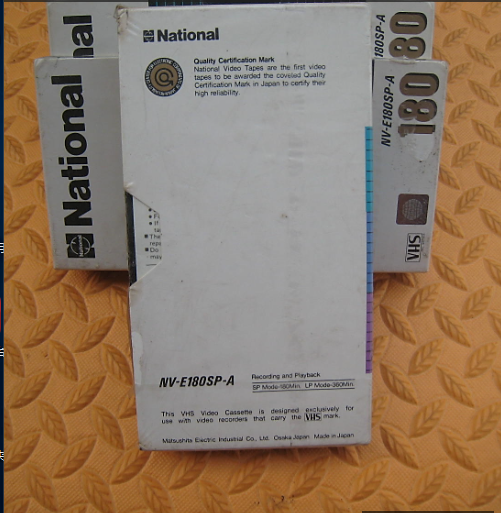 National
Quality Certification Mark
National Video Tapes are the first video
tapes to be awarded the coveted Quality
Certification Mark in Japan to certify their
high reliability.
NV-E180SP-A
Recording and Playback
SP Mode-180Min. LP Mode-360Min.
This VHS Video Cassette is designed exclusively for
use with video recorders that carry the VHS mark.
Matsushita Electric Industrial Co., Ltd. Osaka Japan Made in Japan
National
NV-E180SP-A
180
VHS
nal
180SP-A
80